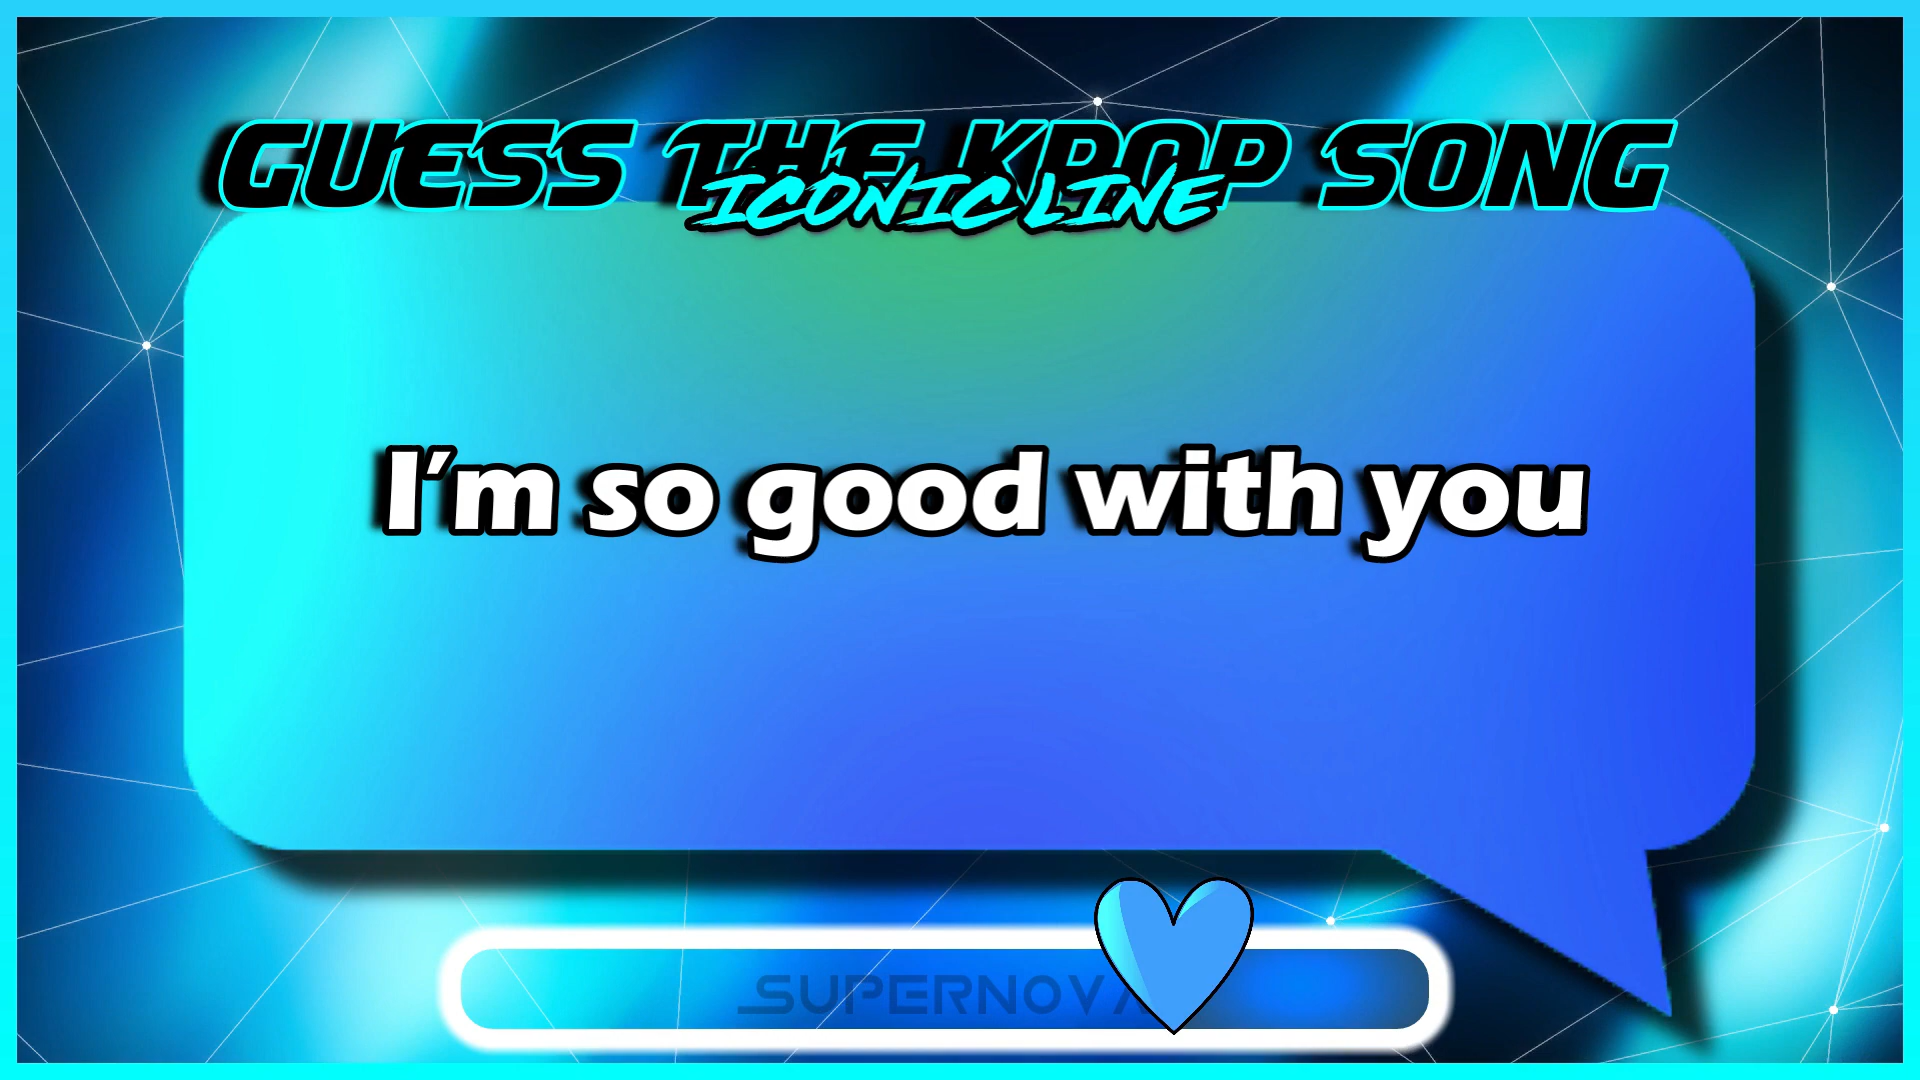 GUESS THE KPOP SONG
ICONIC LINE
I'm so good with you
SUPERNOVA